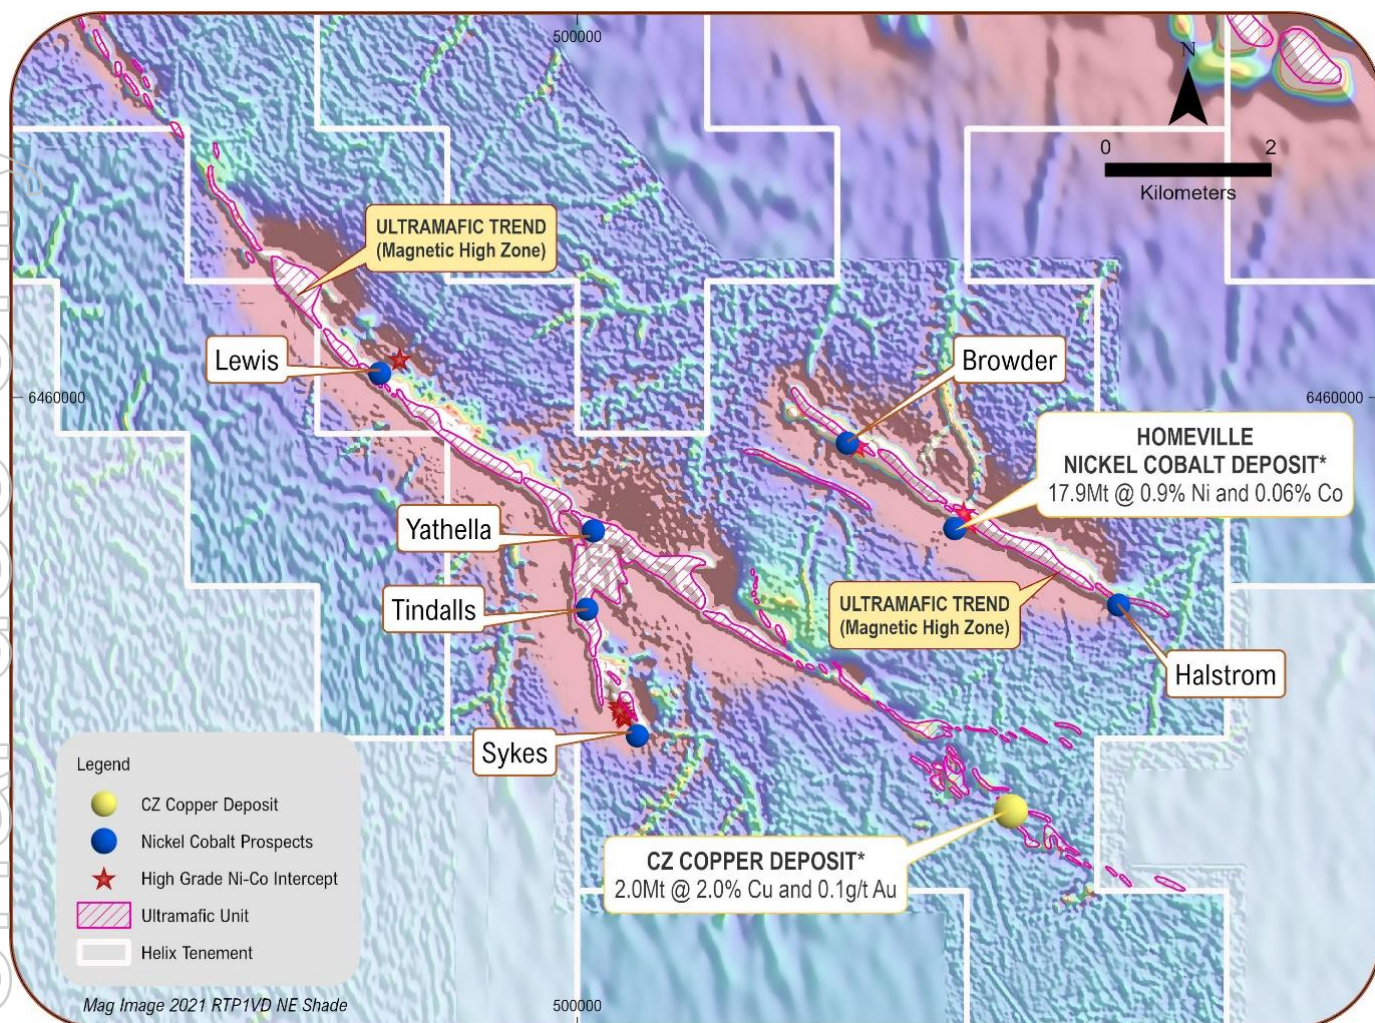 500000
N
0 2
Kilometers
ULTRAMAFIC TREND
(Magnetic High Zone)
Lewis
Browder
6460000
6460000
HOMEVILLE
NICKEL COBALT DEPOSIT*
17.9Mt @ 0.9% Ni and 0.06% Co
Yathella
Tindalls
ULTRAMAFIC TREND
(Magnetic High Zone)
Halstrom
Sykes
CZ COPPER DEPOSIT*
2.0Mt @ 2.0% Cu and 0.1g/t Au
Legend
CZ Copper Deposit
Nickel Cobalt Prospects
High Grade Ni-Co Intercept
Ultramafic Unit
Helix Tenement
Mag Image 2021 RTP1VD NE Shade
500000